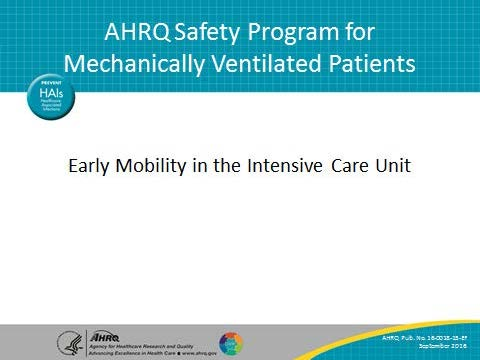 AHRQ Safety Program for
Mechanically Ventilated Patients
PREVENT
HAIs
Healthcare
Associated
Infections
Early Mobility in the Intensive Care Unit
AHRQ
Agency for Healthcare Research and Quality
Advancing Excellence in Health Care www.ahrq.gov
AHRQ Pub. No. 16-0018-18-EF
September 2016